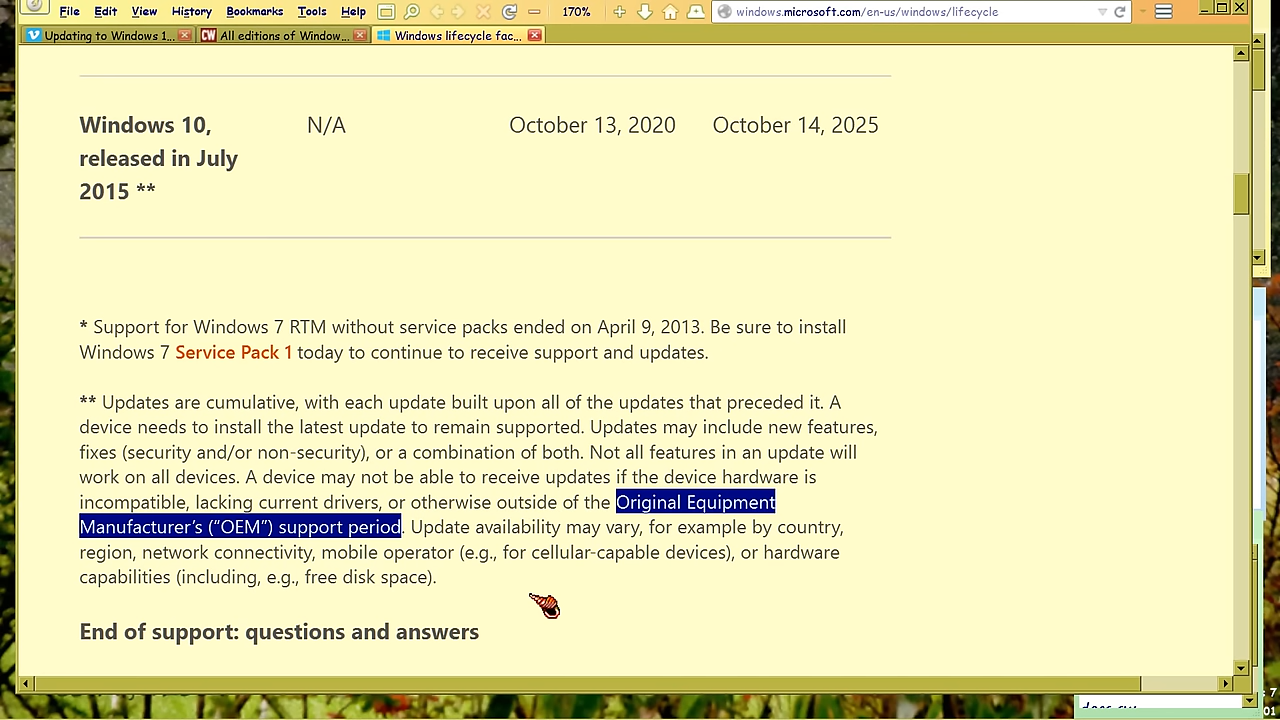 File Edit View History Bookmarks Tools Help 170% windows.microsoft.com/en-us/windows/lifecycle
Updating to Windows 1... CW All editions of Window... Windows lifecycle fac...
Windows 10, N/A October 13, 2020 October 14, 2025
released in July
2015 **
* Support for Windows 7 RTM without service packs ended on April 9, 2013. Be sure to install
Windows 7 Service Pack 1 today to continue to receive support and updates.
** Updates are cumulative, with each update built upon all of the updates that preceded it. A
device needs to install the latest update to remain supported. Updates may include new features,
fixes (security and/or non-security), or a combination of both. Not all features in an update will
work on all devices. A device may not be able to receive updates if the device hardware is
incompatible, lacking current drivers, or otherwise outside of the Original Equipment
Manufacturer’s (“OEM”) support period. Update availability may vary, for example by country,
region, network connectivity, mobile operator (e.g., for cellular-capable devices), or hardware
capabilities (including, e.g., free disk space).
End of support: questions and answers
7
01